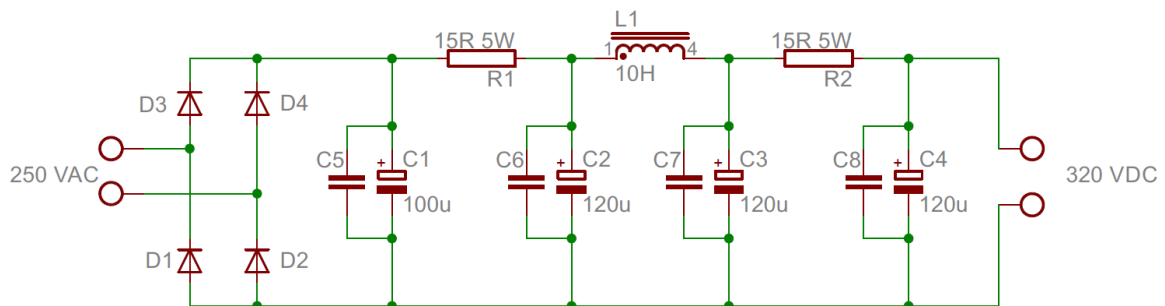 L1
15R 5W
1
4
15R 5W
R1
10H
R2
D3
D4
250 VAC
C5
+
C1
100u
C6
+
C2
120u
C7
+
C3
120u
C8
+
C4
120u
320 VDC
D1
D2